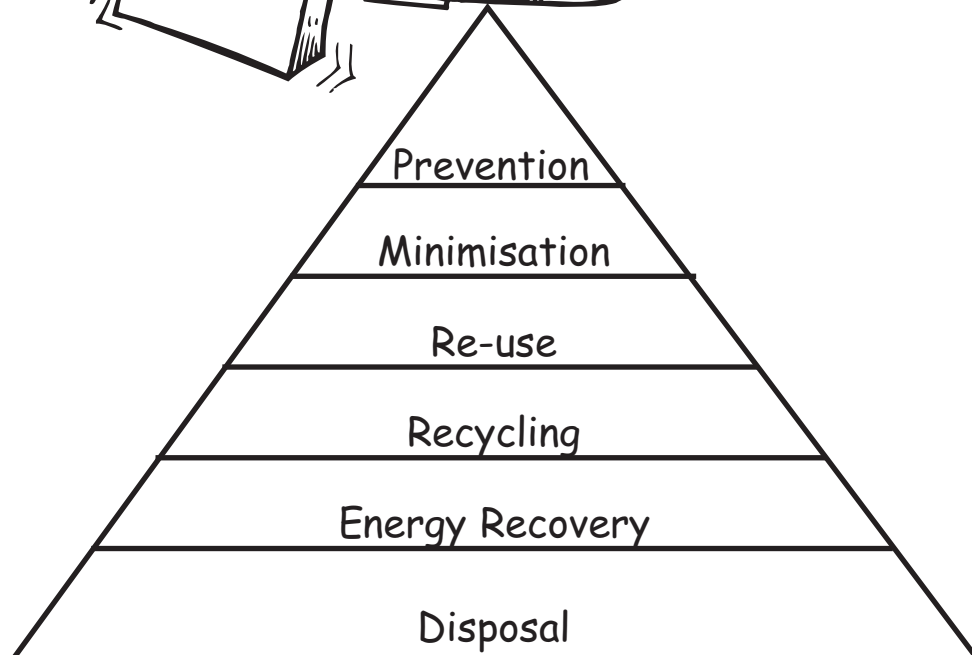 Prevention
Minimisation
Re-use
Recycling
Energy Recovery
Disposal